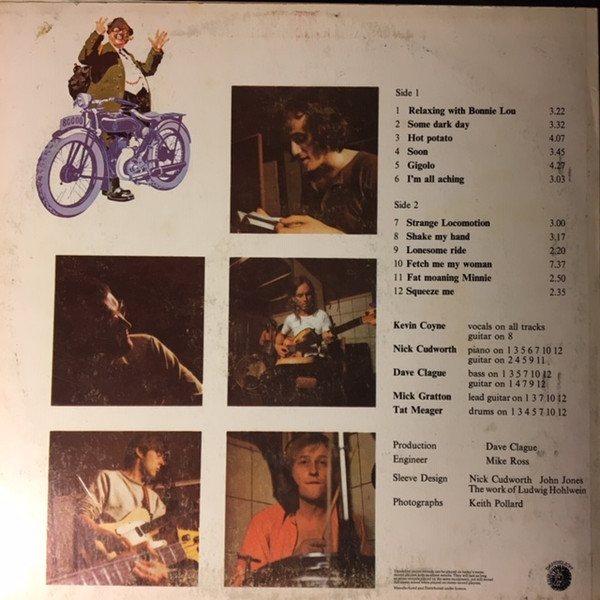 Side 1
1 Relaxing with Bonnie Lou 3.22
2 Some dark day 3.32
3 Hot potato 4.07
4 Soon 3.45
5 Gigolo 4.27
6 I'm all aching 3.03
Side 2
7 Strange Locomotion 3.00
8 Shake my hand 3.17
9 Lonesome ride 2.20
10 Fetch me my woman 7.37
11 Fat moaning Minnie 2.50
12 Squeeze me 2.35
Kevin Coyne vocals on all tracks
guitar on 8
Nick Cudworth piano on 1 3 5 6 7 10 12
guitar on 2 4 5 9 11
Dave Clague bass on 1 3 5 7 10 12
guitar on 1 4 7 9 12
Mick Gratton lead guitar on 1 3 7 10 12
Tat Meager drums on 1 3 4 5 7 10 12
Production Dave Clague
Engineer Mike Ross
Sleeve Design Nick Cudworth John Jones
The work of Ludwig Hohlwein
Photographs Keith Pollard